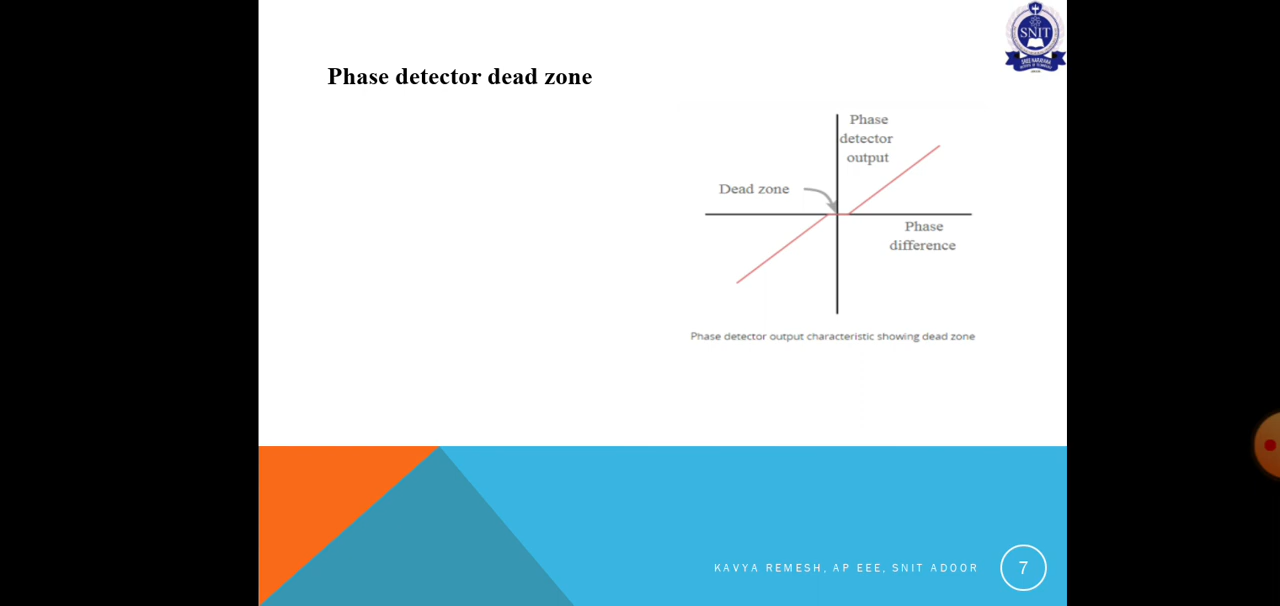 SNIT
Phase detector dead zone
Phase
detector
output
Dead zone
Phase
difference
Phase detector output characteristic showing dead zone
KAVYA REMESH, AP EEE, SNIT ADOOR
7